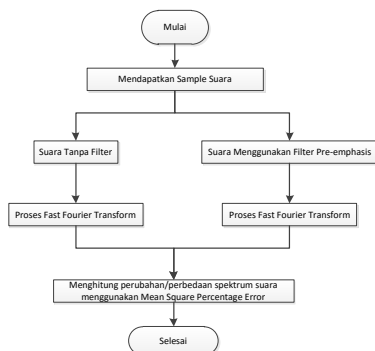 Mulai
Mendapatkan Sample Suara
Suara Tanpa Filter
Suara Menggunakan Filter Pre-emphasis
Proses Fast Fourier Transform
Proses Fast Fourier Transform
Menghitung perubahan/perbedaan spektrum suara
menggunakan Mean Square Percentage Error
Selesai